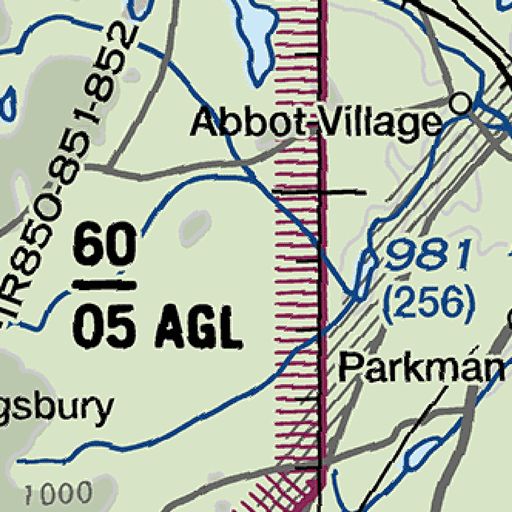 IR850-851-852
Abbot Village
60
05 AGL
981
(256)
Parkman
gsbury
1000